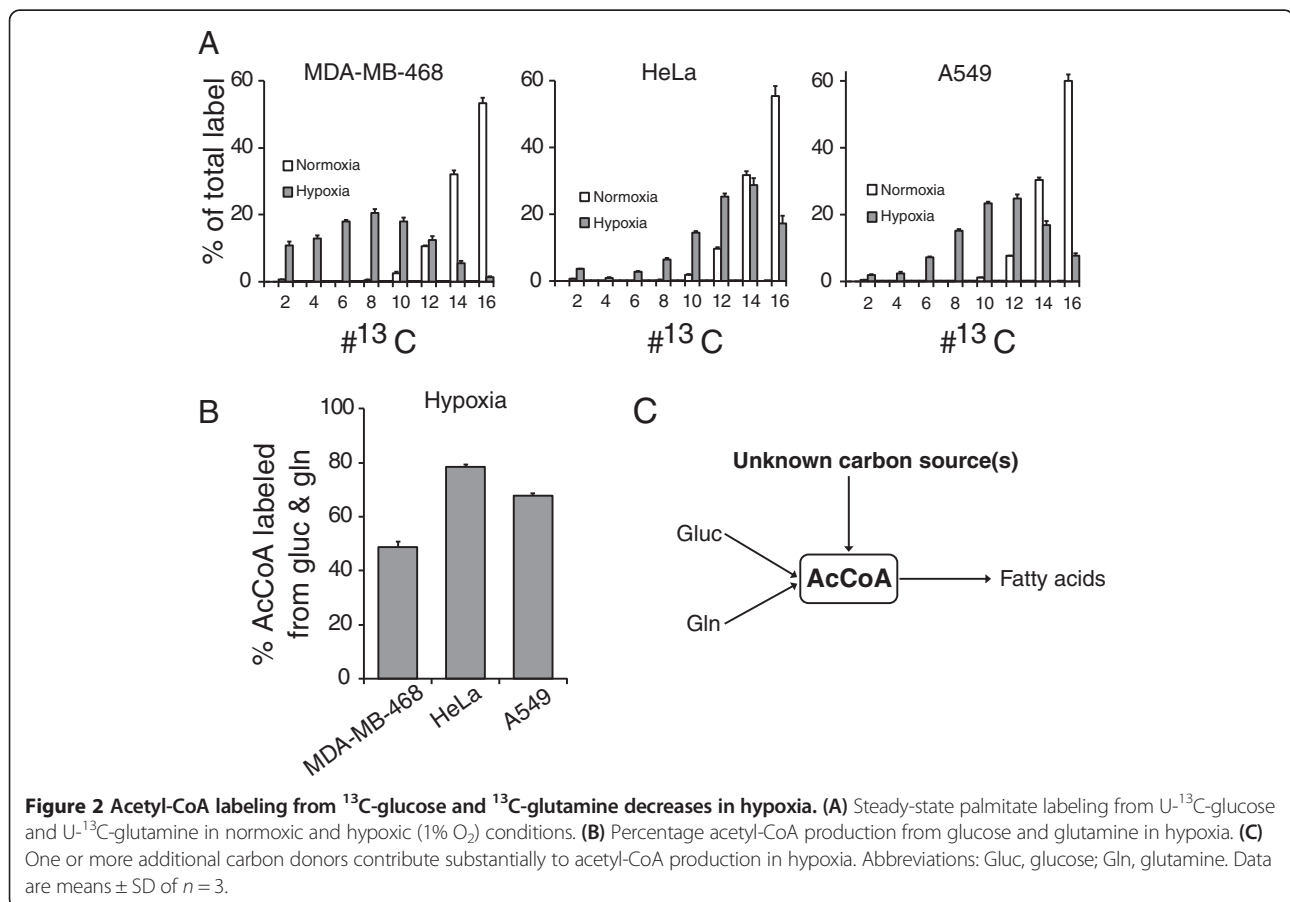 A
MDA-MB-468
HeLa
A549
% of total label
60
40
20
0
Normoxia
Hypoxia
2 4 6 8 10 12 14 16
#13 C
60
40
20
0
Normoxia
Hypoxia
2 4 6 8 10 12 14 16
#13 C
60
40
20
0
Normoxia
Hypoxia
2 4 6 8 10 12 14 16
#13 C
B
Hypoxia
% AcCoA labeled
from gluc & gln
100
80
60
40
20
0
MDA-MB-468
HeLa
A549
C
Unknown carbon source(s)
Gluc
AcCoA
Fatty acids
Gln
Figure 2 Acetyl-CoA labeling from ¹³C-glucose and ¹³C-glutamine decreases in hypoxia. (A) Steady-state palmitate labeling from U-¹³C-glucose
and U-¹³C-glutamine in normoxic and hypoxic (1% O₂) conditions. (B) Percentage acetyl-CoA production from glucose and glutamine in hypoxia. (C)
One or more additional carbon donors contribute substantially to acetyl-CoA production in hypoxia. Abbreviations: Gluc, glucose; Gln, glutamine. Data
are means ± SD of n = 3.